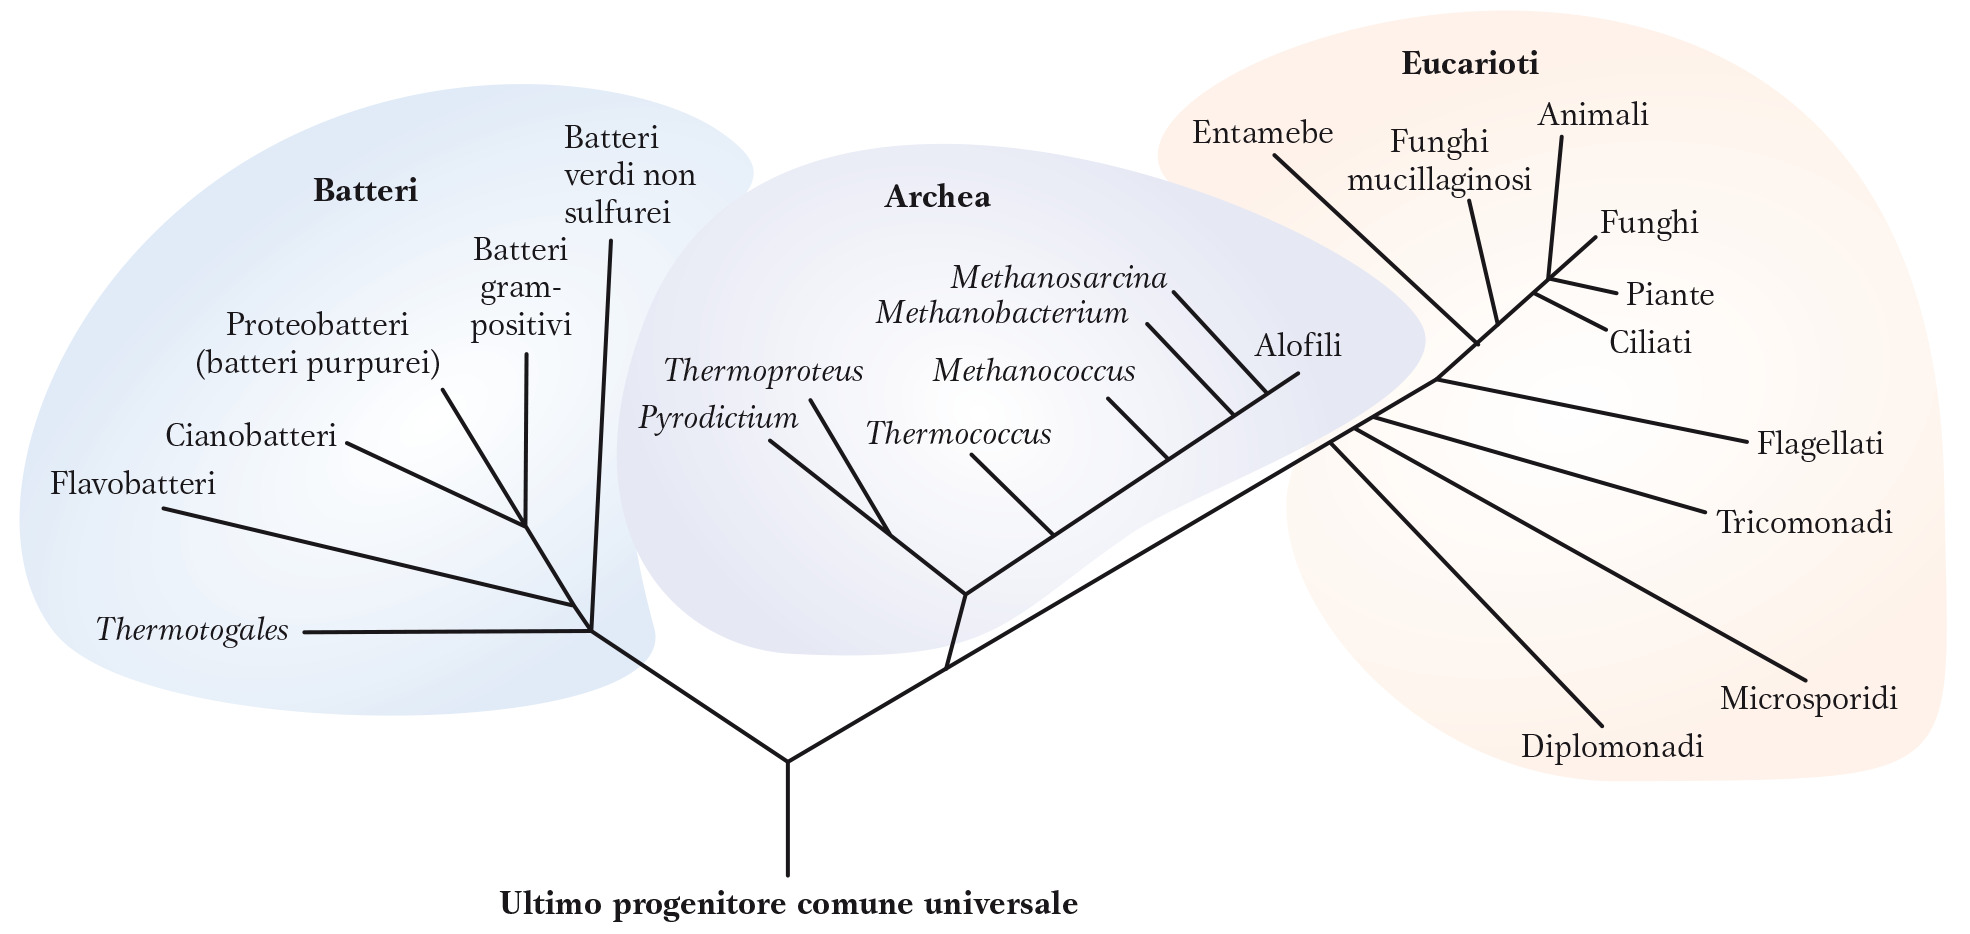 Eucarioti
Animali
Entamebe
Funghi
mucillaginosi
Funghi
Piante
Ciliati
Flagellati
Tricomonadi
Microsporidi
Diplomonadi
Archea
Methanosarcina
Methanobacterium
Alofili
Thermoproteus
Methanococcus
Pyrodictium
Thermococcus
Batteri
Batteri
verdi non
sulfurei
Batteri
gram-
positivi
Proteobatteri
(batteri purpurei)
Cianobatteri
Flavobatteri
Thermotogales
Ultimo progenitore comune universale